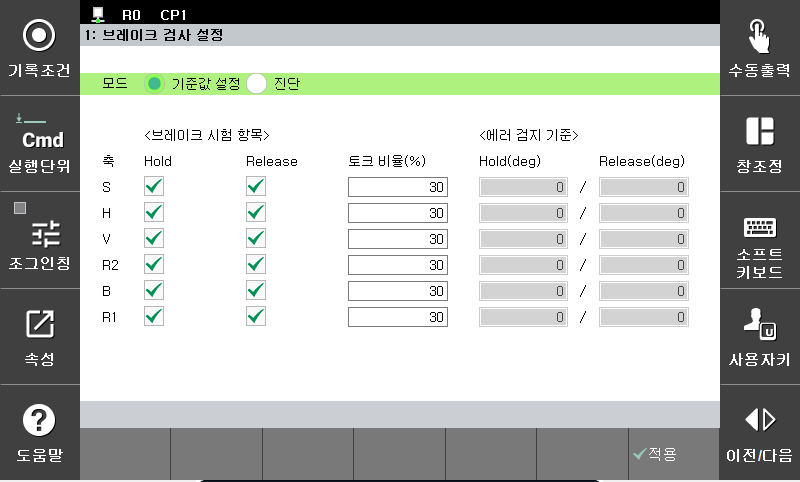 R0 CP1
1: 브레이크 검사 설정
모드 기준값 설정 진단
<브레이크 시험 항목> <에러 검지 기준>
축 Hold Release 토크 비율(%) Hold(deg) Release(deg)
S 30 0 / 0
H 30 0 / 0
V 30 0 / 0
R2 30 0 / 0
B 30 0 / 0
R1 30 0 / 0
적용
기록조건
Cmd
실행단위
조그인칭
속성
?
도움말
수동출력
창조정
소프트
키보드
u
사용자키
이전/다음